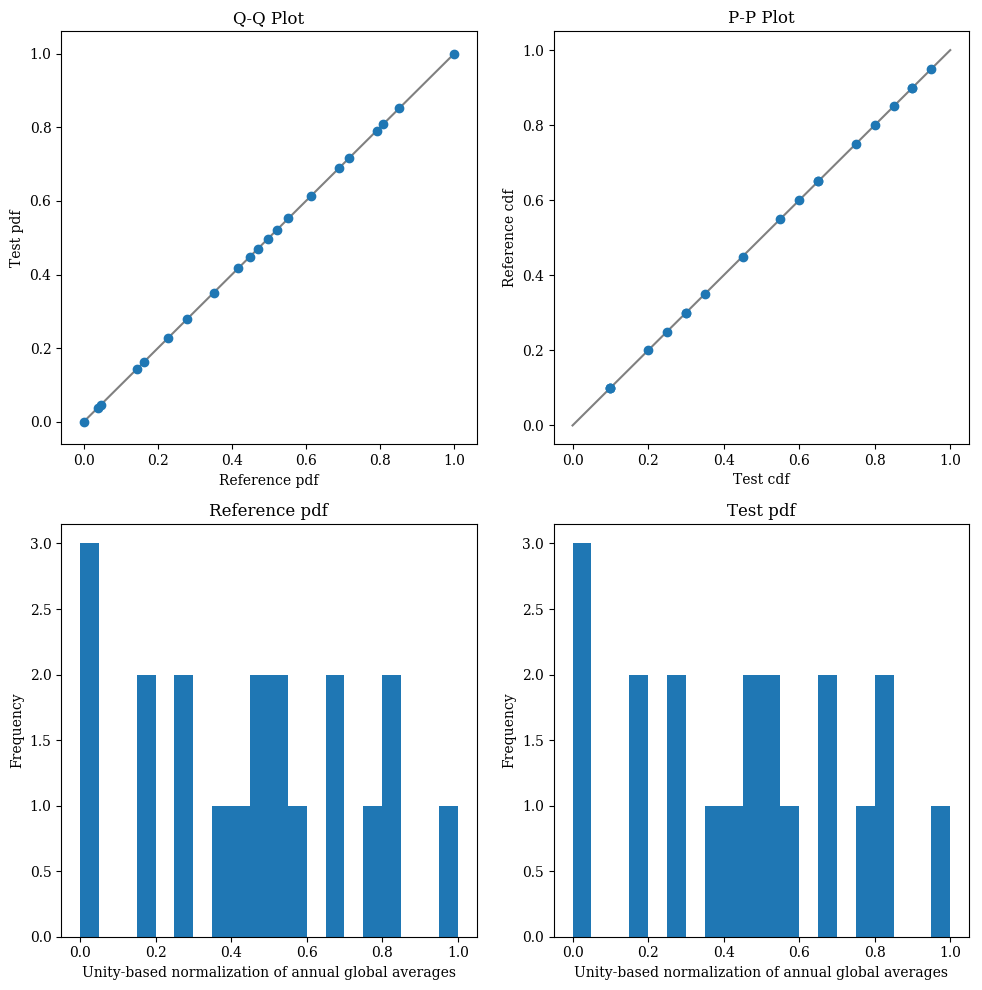 Q-Q Plot
1.0
0.8
0.6
0.4
0.2
0.0
Test pdf
0.0 0.2 0.4 0.6 0.8 1.0
Reference pdf
P-P Plot
1.0
0.8
0.6
0.4
0.2
0.0
Reference cdf
0.0 0.2 0.4 0.6 0.8 1.0
Test cdf
Reference pdf
3.0
2.5
2.0
1.5
1.0
0.5
0.0
Frequency
0.0 0.2 0.4 0.6 0.8 1.0
Unity-based normalization of annual global averages
Test pdf
3.0
2.5
2.0
1.5
1.0
0.5
0.0
Frequency
0.0 0.2 0.4 0.6 0.8 1.0
Unity-based normalization of annual global averages